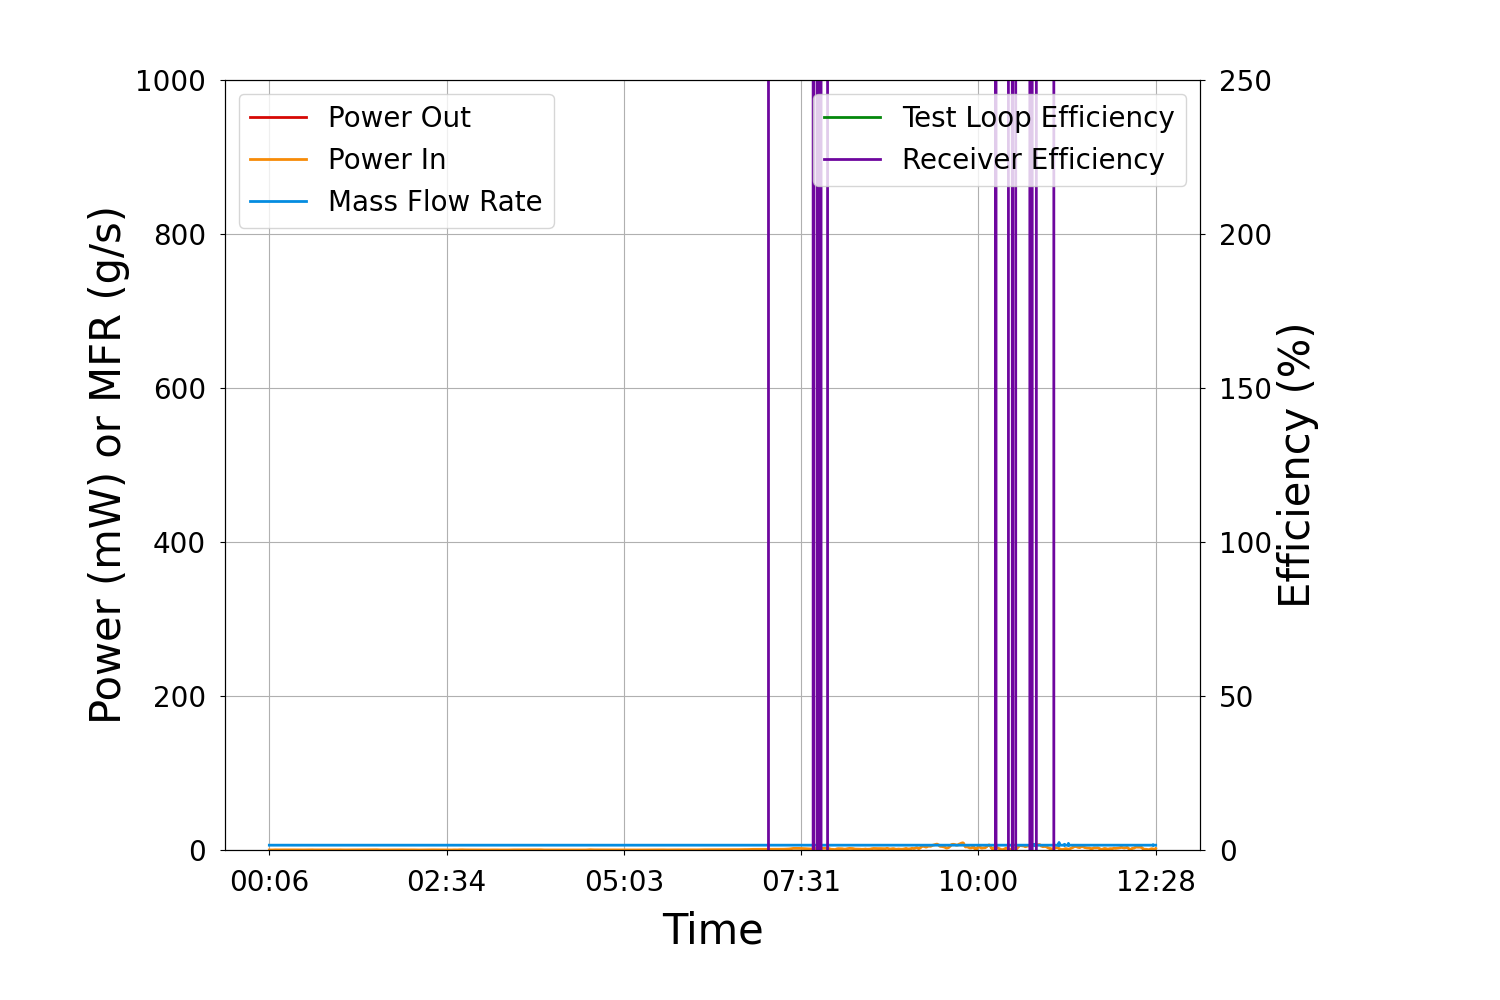 1000
800
600
400
200
0
Power (mW) or MFR (g/s)
Power Out
Power In
Mass Flow Rate
Test Loop Efficiency
Receiver Efficiency
250
200
150
100
50
0
Efficiency (%)
00:06 02:34 05:03 07:31 10:00 12:28
Time